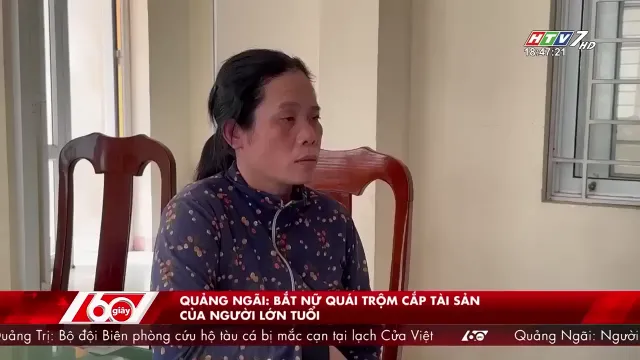 HTV7 HD
18:47:21
60 giây
QUẢNG NGÃI: BẮT NỮ QUÁI TRỘM CẮP TÀI SẢN
CỦA NGƯỜI LỚN TUỔI
Quảng Trị: Bộ đội Biên phòng cứu hộ tàu cá bị mắc cạn tại lạch Cửa Việt
60
Quảng Ngãi: Người